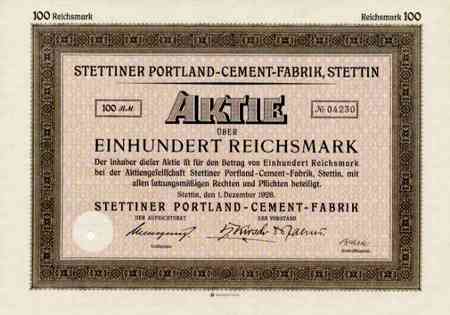 100 Reichsmark
Reichsmark 100
STETTINER PORTLAND-CEMENT-FABRIK, STETTIN
100 RM
AKTIE
№ 04230
ÜBER
EINHUNDERT REICHSMARK
Der Inhaber dieser Aktie ist für den Betrag von Einhundert Reichsmark
bei der Aktiengesellschaft Stettiner Portland-Cement-Fabrik, Stettin, mit
allen satzungsmäßigen Rechten und Pflichten beteiligt.
Stettin, den 1. Dezember 1928.
STETTINER PORTLAND-CEMENT-FABRIK
DER AUFSICHTSRAT
DER VORSTAND